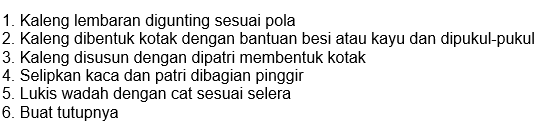 1. Kaleng lembaran digunting sesuai pola
2. Kaleng dibentuk kotak dengan bantuan besi atau kayu dan dipukul-pukul
3. Kaleng disusun dengan dipatri membentuk kotak
4. Selipkan kaca dan patri dibagian pinggir
5. Lukis wadah dengan cat sesuai selera
6. Buat tutupnya